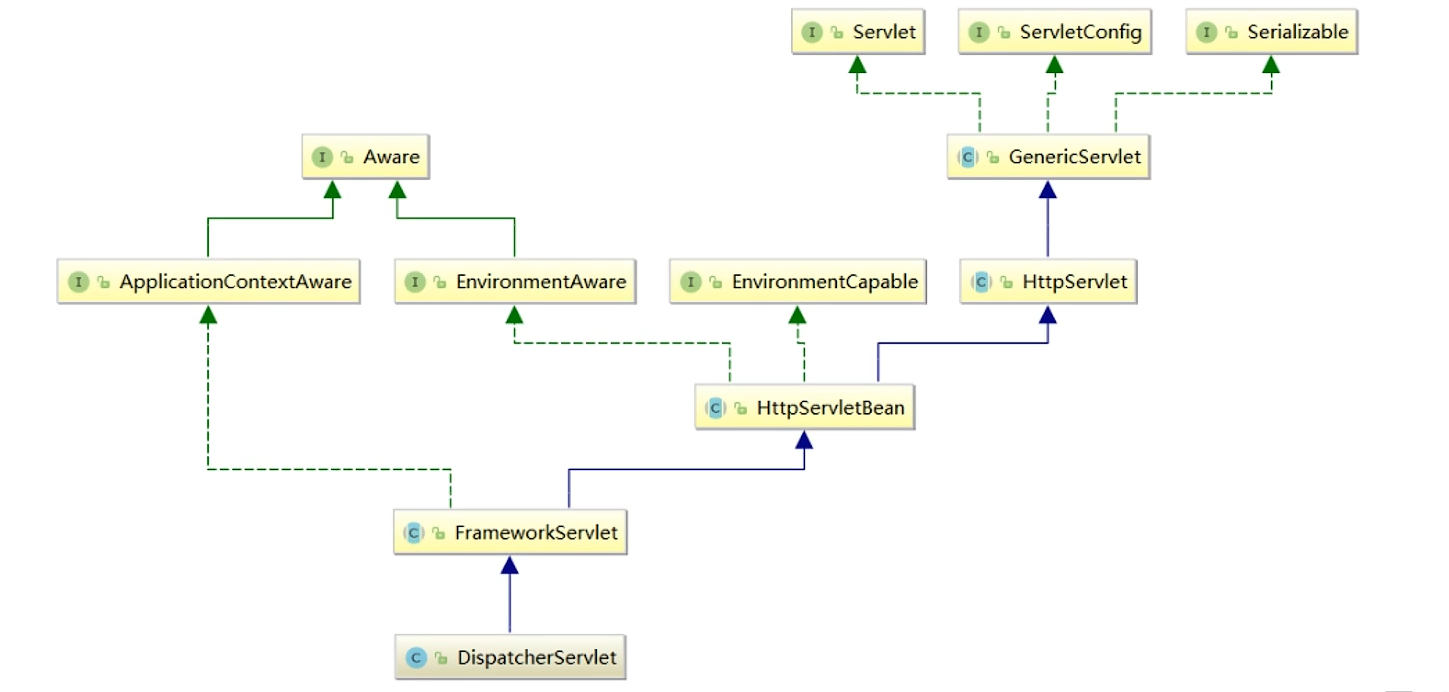 I Servlet
I ServletConfig
I Serializable
I Aware
C GenericServlet
I ApplicationContextAware
I EnvironmentAware
I EnvironmentCapable
C HttpServlet
C HttpServletBean
C FrameworkServlet
C DispatcherServlet